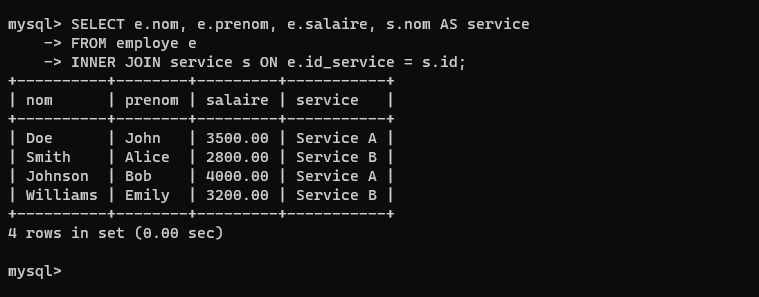 mysql> SELECT e.nom, e.prenom, e.salaire, s.nom AS service
    -> FROM employe e
    -> INNER JOIN service s ON e.id_service = s.id;
+----------+--------+---------+-----------+
| nom      | prenom | salaire | service   |
+----------+--------+---------+-----------+
| Doe      | John   | 3500.00 | Service A |
| Smith    | Alice  | 2800.00 | Service B |
| Johnson  | Bob    | 4000.00 | Service A |
| Williams | Emily  | 3200.00 | Service B |
+----------+--------+---------+-----------+
4 rows in set (0.00 sec)

mysql>